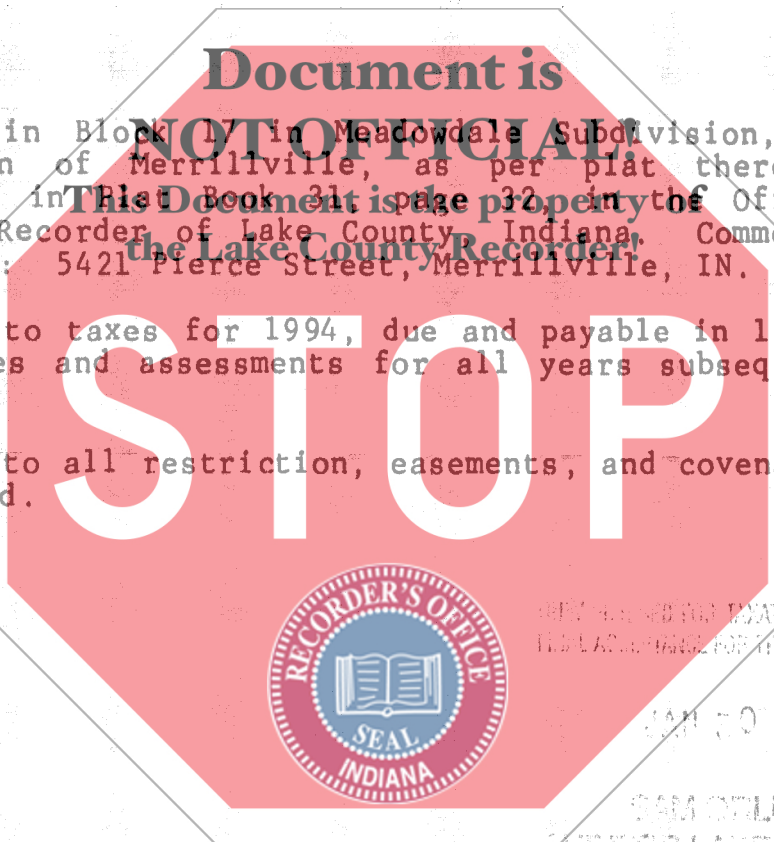 Document is
NOT OFFICIAL!
This Document is the property of
the Lake County Recorder!
in Block 17 in Meadowdale Subdivision,
n of Merrillville, as per plat there
in Plat Book 31, page 32, in the Of
Recorder of Lake County, Indiana. Comm
: 5421 Pierce Street, Merrillville, IN.
to taxes for 1994, due and payable in 1
es and assessments for all years subseq
STOP
to all restriction, easements, and coven
d.
RECORDER'S OFFICE
SEAL
INDIANA